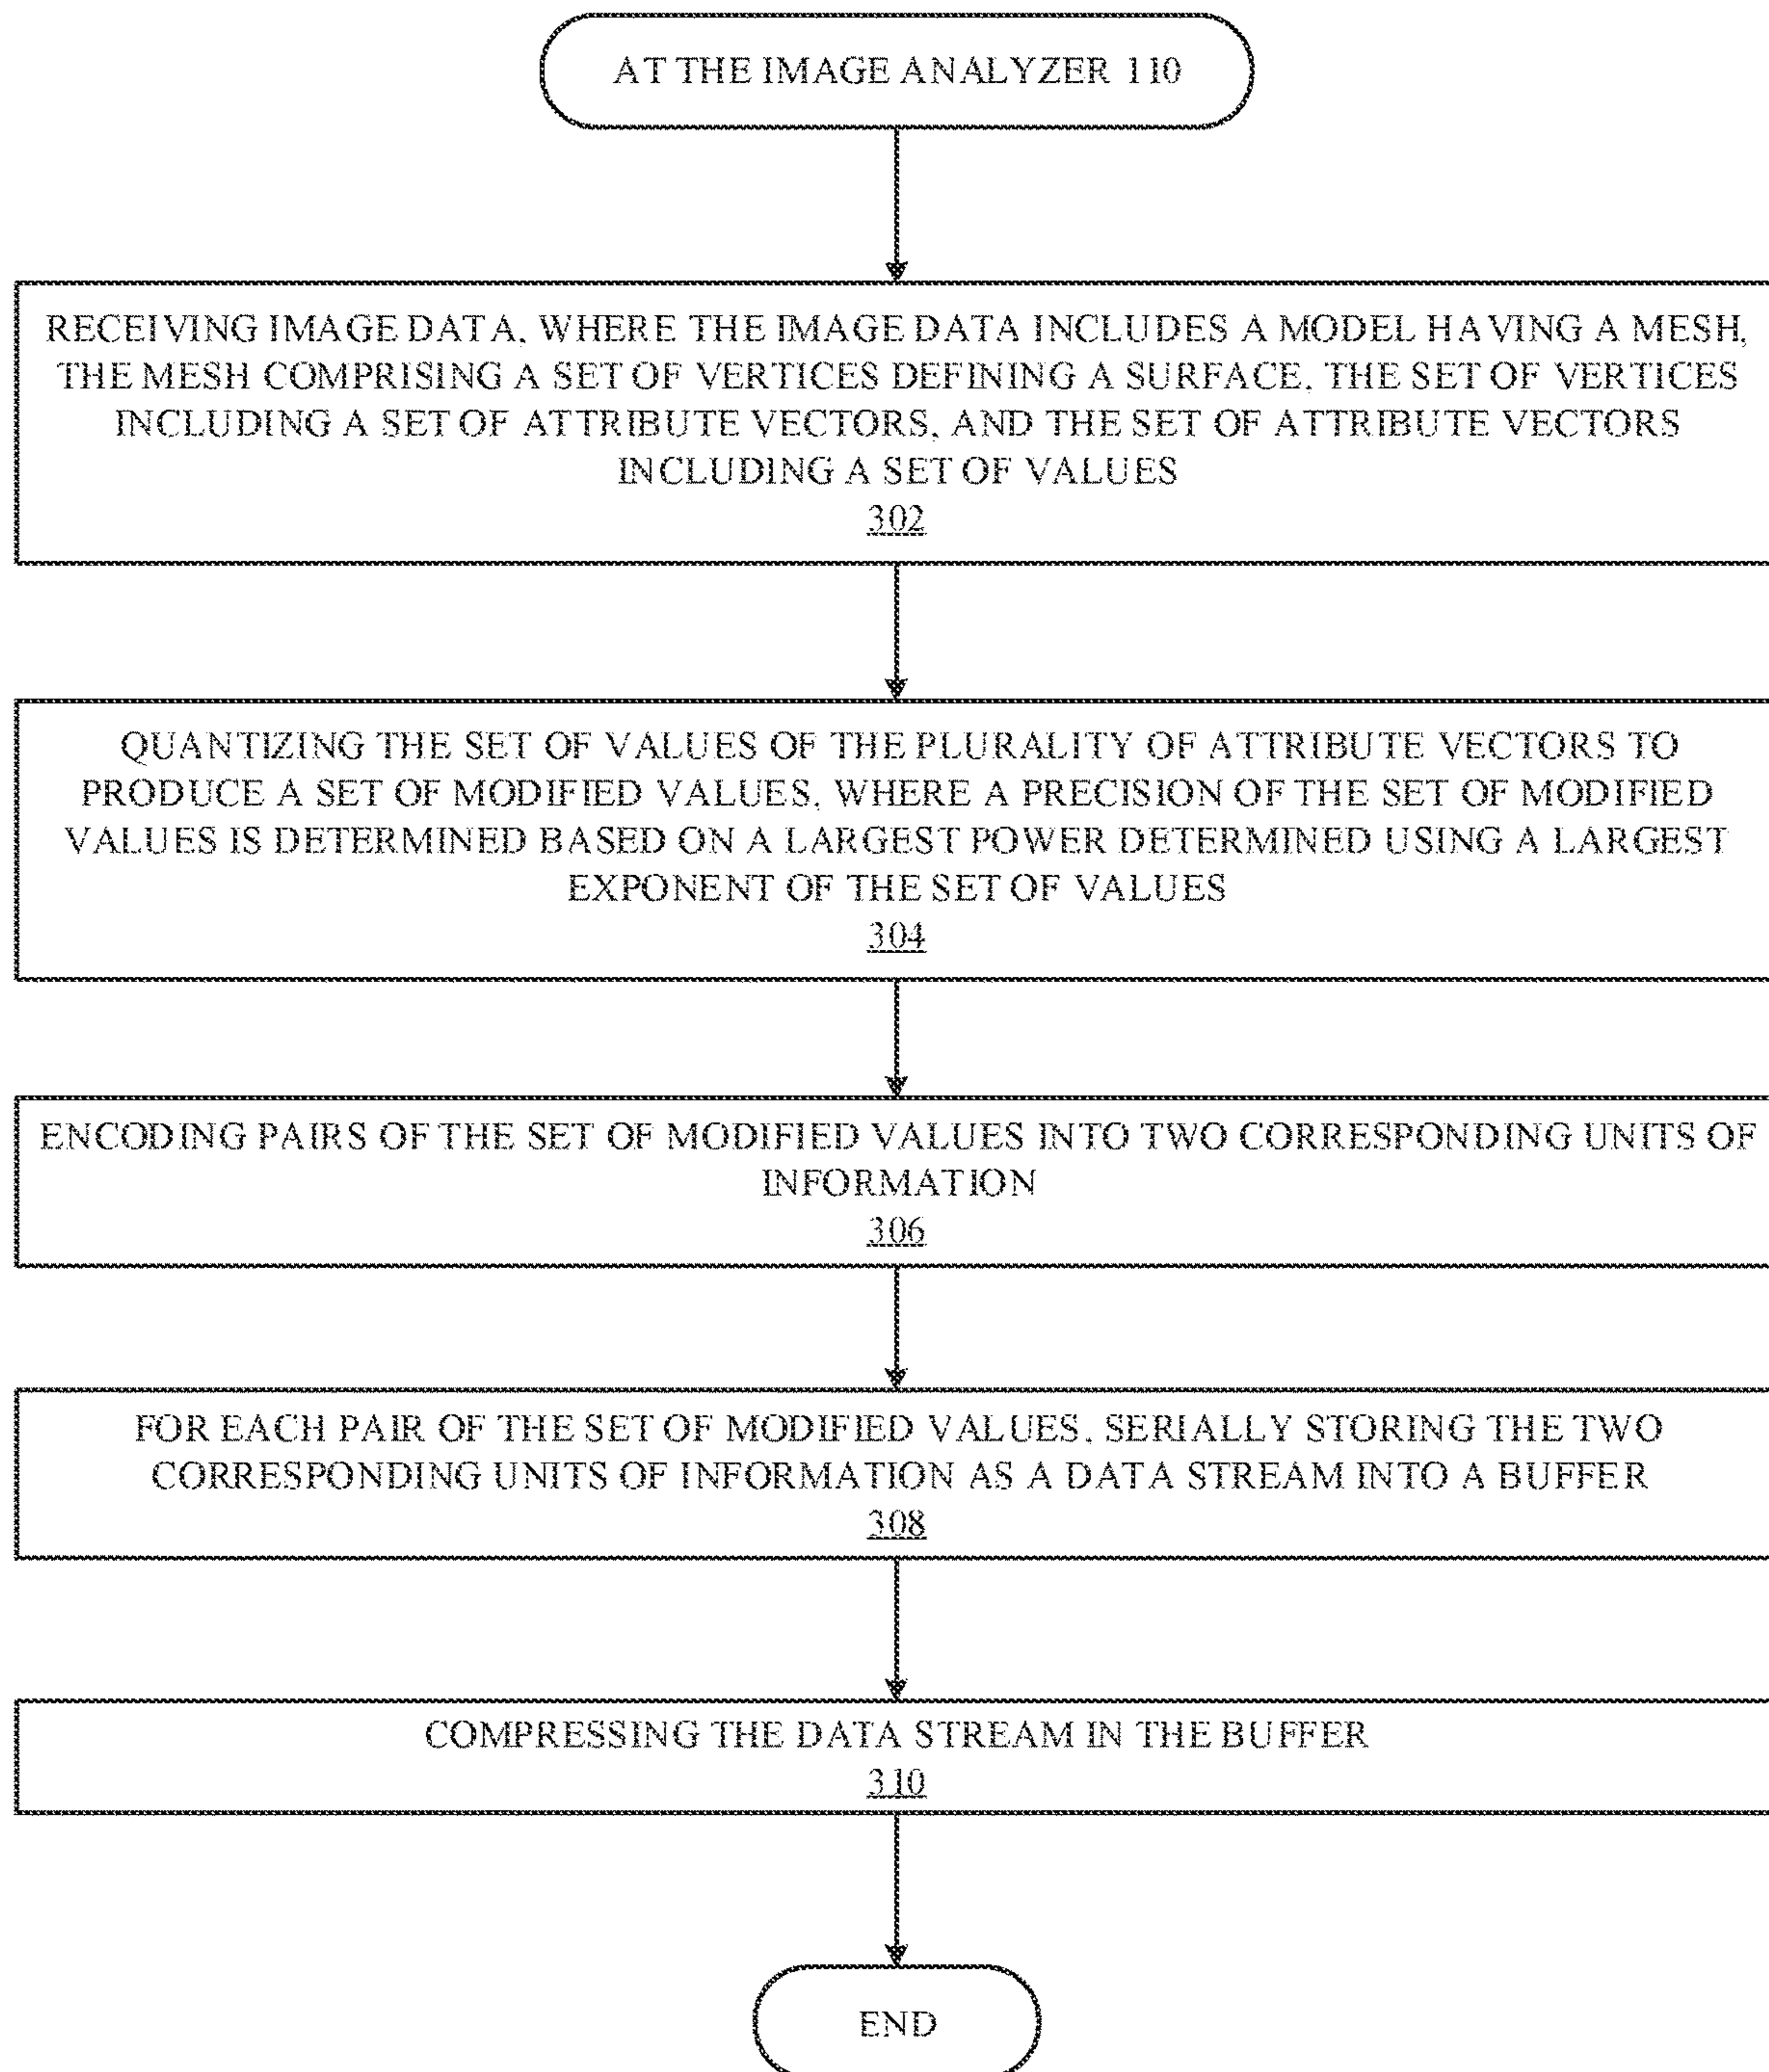 AT THE IMAGE ANALYZER 110
RECEIVING IMAGE DATA, WHERE THE IMAGE DATA INCLUDES A MODEL HAVING A MESH,
THE MESH COMPRISING A SET OF VERTICES DEFINING A SURFACE, THE SET OF VERTICES
INCLUDING A SET OF ATTRIBUTE VECTORS, AND THE SET OF ATTRIBUTE VECTORS
INCLUDING A SET OF VALUES
302
QUANTIZING THE SET OF VALUES OF THE PLURALITY OF ATTRIBUTE VECTORS TO
PRODUCE A SET OF MODIFIED VALUES, WHERE A PRECISION OF THE SET OF MODIFIED
VALUES IS DETERMINED BASED ON A LARGEST POWER DETERMINED USING A LARGEST
EXPONENT OF THE SET OF VALUES
304
ENCODING PAIRS OF THE SET OF MODIFIED VALUES INTO TWO CORRESPONDING UNITS OF
INFORMATION
306
FOR EACH PAIR OF THE SET OF MODIFIED VALUES, SERIALLY STORING THE TWO
CORRESPONDING UNITS OF INFORMATION AS A DATA STREAM INTO A BUFFER
308
COMPRESSING THE DATA STREAM IN THE BUFFER
310
END